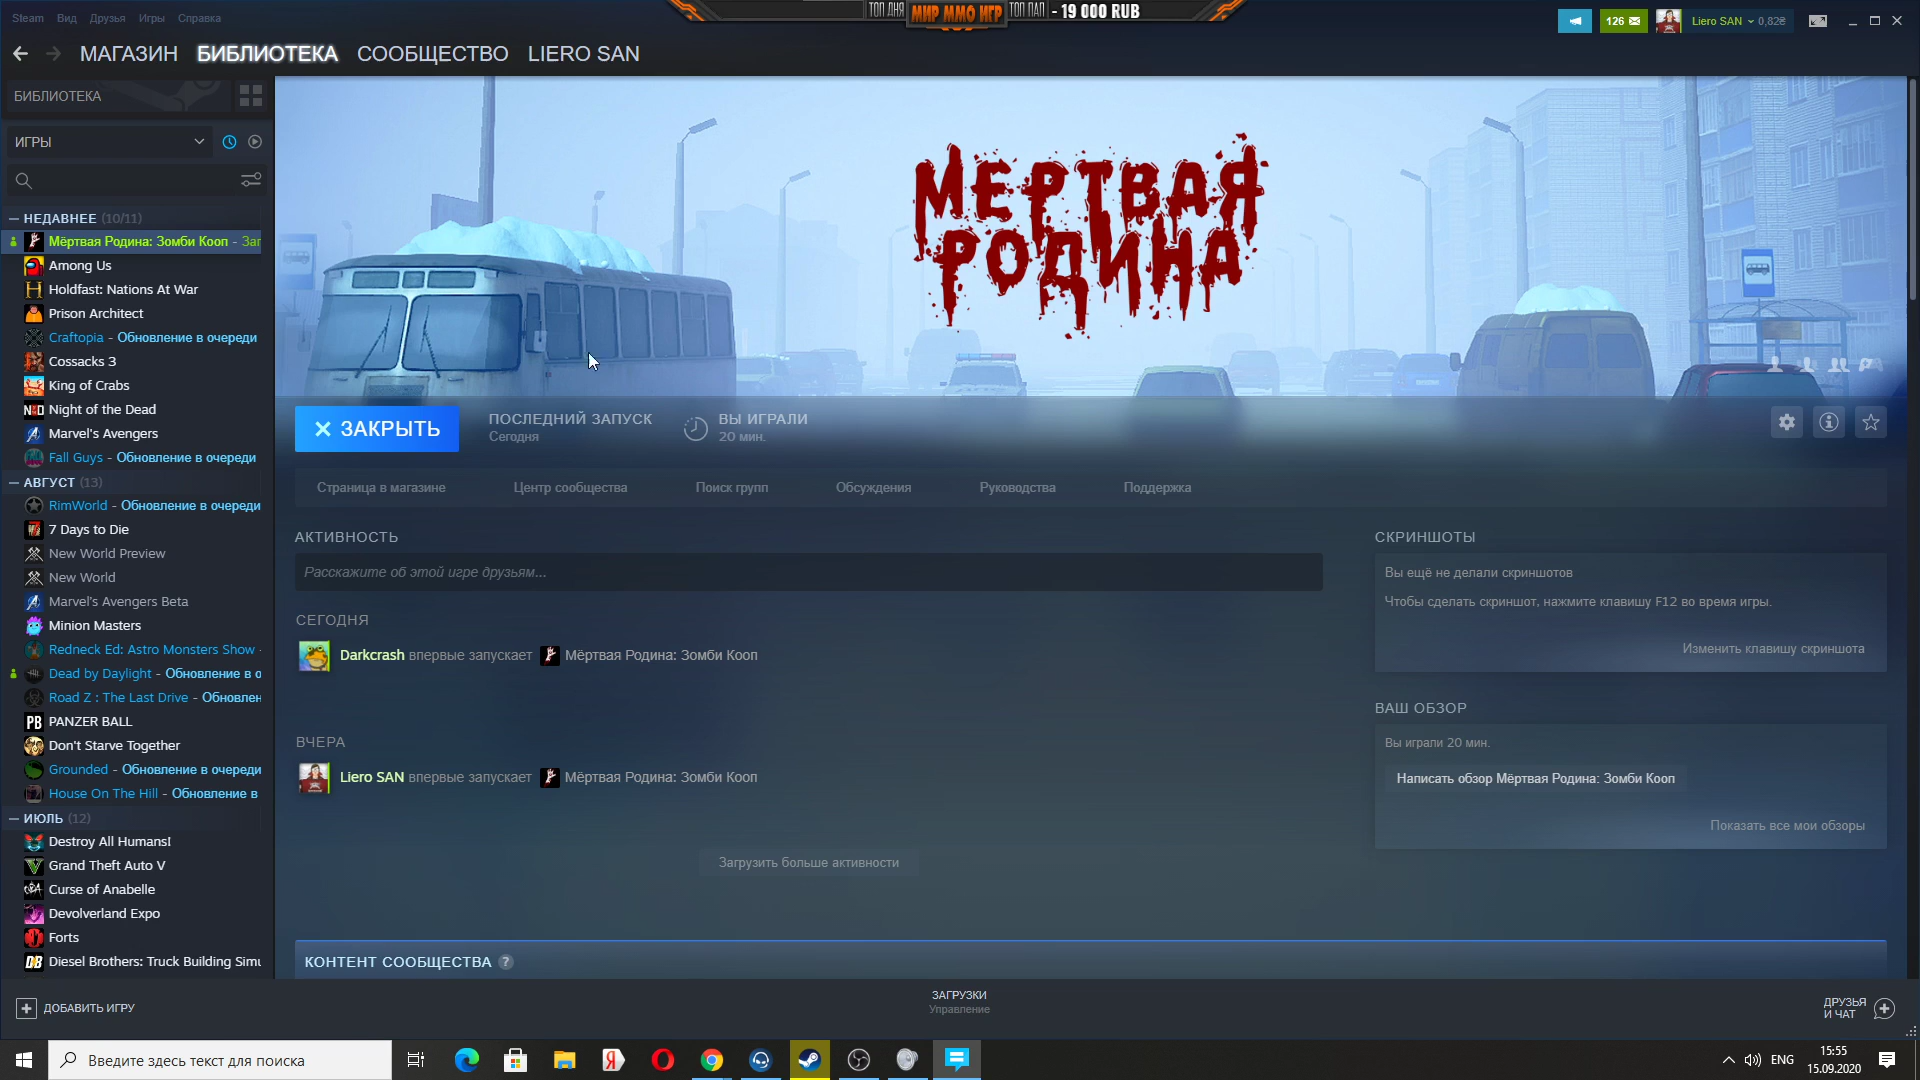 Steam Вид Друзья Игры Справка
ТОП ДНЯ МИР ММО ИГР ТОП ПАП - 19 000 RUB
126 Liero SAN 0,82₴
МАГАЗИН БИБЛИОТЕКА СООБЩЕСТВО LIERO SAN
БИБЛИОТЕКА
ИГРЫ
НЕДАВНЕЕ (10/11)
Мёртвая Родина: Зомби Кооп - Заг
Among Us
Holdfast: Nations At War
Prison Architect
Craftopia - Обновление в очереди
Cossacks 3
King of Crabs
Night of the Dead
Marvel's Avengers
Fall Guys - Обновление в очереди
АВГУСТ (13)
RimWorld - Обновление в очереди
7 Days to Die
New World Preview
New World
Marvel's Avengers Beta
Minion Masters
Redneck Ed: Astro Monsters Show -
Dead by Daylight - Обновление в о
Road Z : The Last Drive - Обновлен
PANZER BALL
Don't Starve Together
Grounded - Обновление в очереди
House On The Hill - Обновление в
ИЮЛЬ (12)
Destroy All Humans!
Grand Theft Auto V
Curse of Anabelle
Devolverland Expo
Forts
Diesel Brothers: Truck Building Simu
МЕРТВАЯ
РОДИНА
ЗАКРЫТЬ
ПОСЛЕДНИЙ ЗАПУСК
Сегодня
ВЫ ИГРАЛИ
20 мин.
Страница в магазине Центр сообщества Поиск групп Обсуждения Руководства Поддержка
АКТИВНОСТЬ
Расскажите об этой игре друзьям...
СЕГОДНЯ
Darkcrash впервые запускает Мёртвая Родина: Зомби Кооп
ВЧЕРА
Liero SAN впервые запускает Мёртвая Родина: Зомби Кооп
Загрузить больше активности
КОНТЕНТ СООБЩЕСТВА ?
СКРИНШОТЫ
Вы ещё не делали скриншотов
Чтобы сделать скриншот, нажмите клавишу F12 во время игры.
Изменить клавишу скриншота
ВАШ ОБЗОР
Вы играли 20 мин.
Написать обзор Мёртвая Родина: Зомби Кооп
Показать все мои обзоры
ДОБАВИТЬ ИГРУ
ЗАГРУЗКИ
Управление
ДРУЗЬЯ
И ЧАТ
Введите здесь текст для поиска
ENG
15:55
15.09.2020